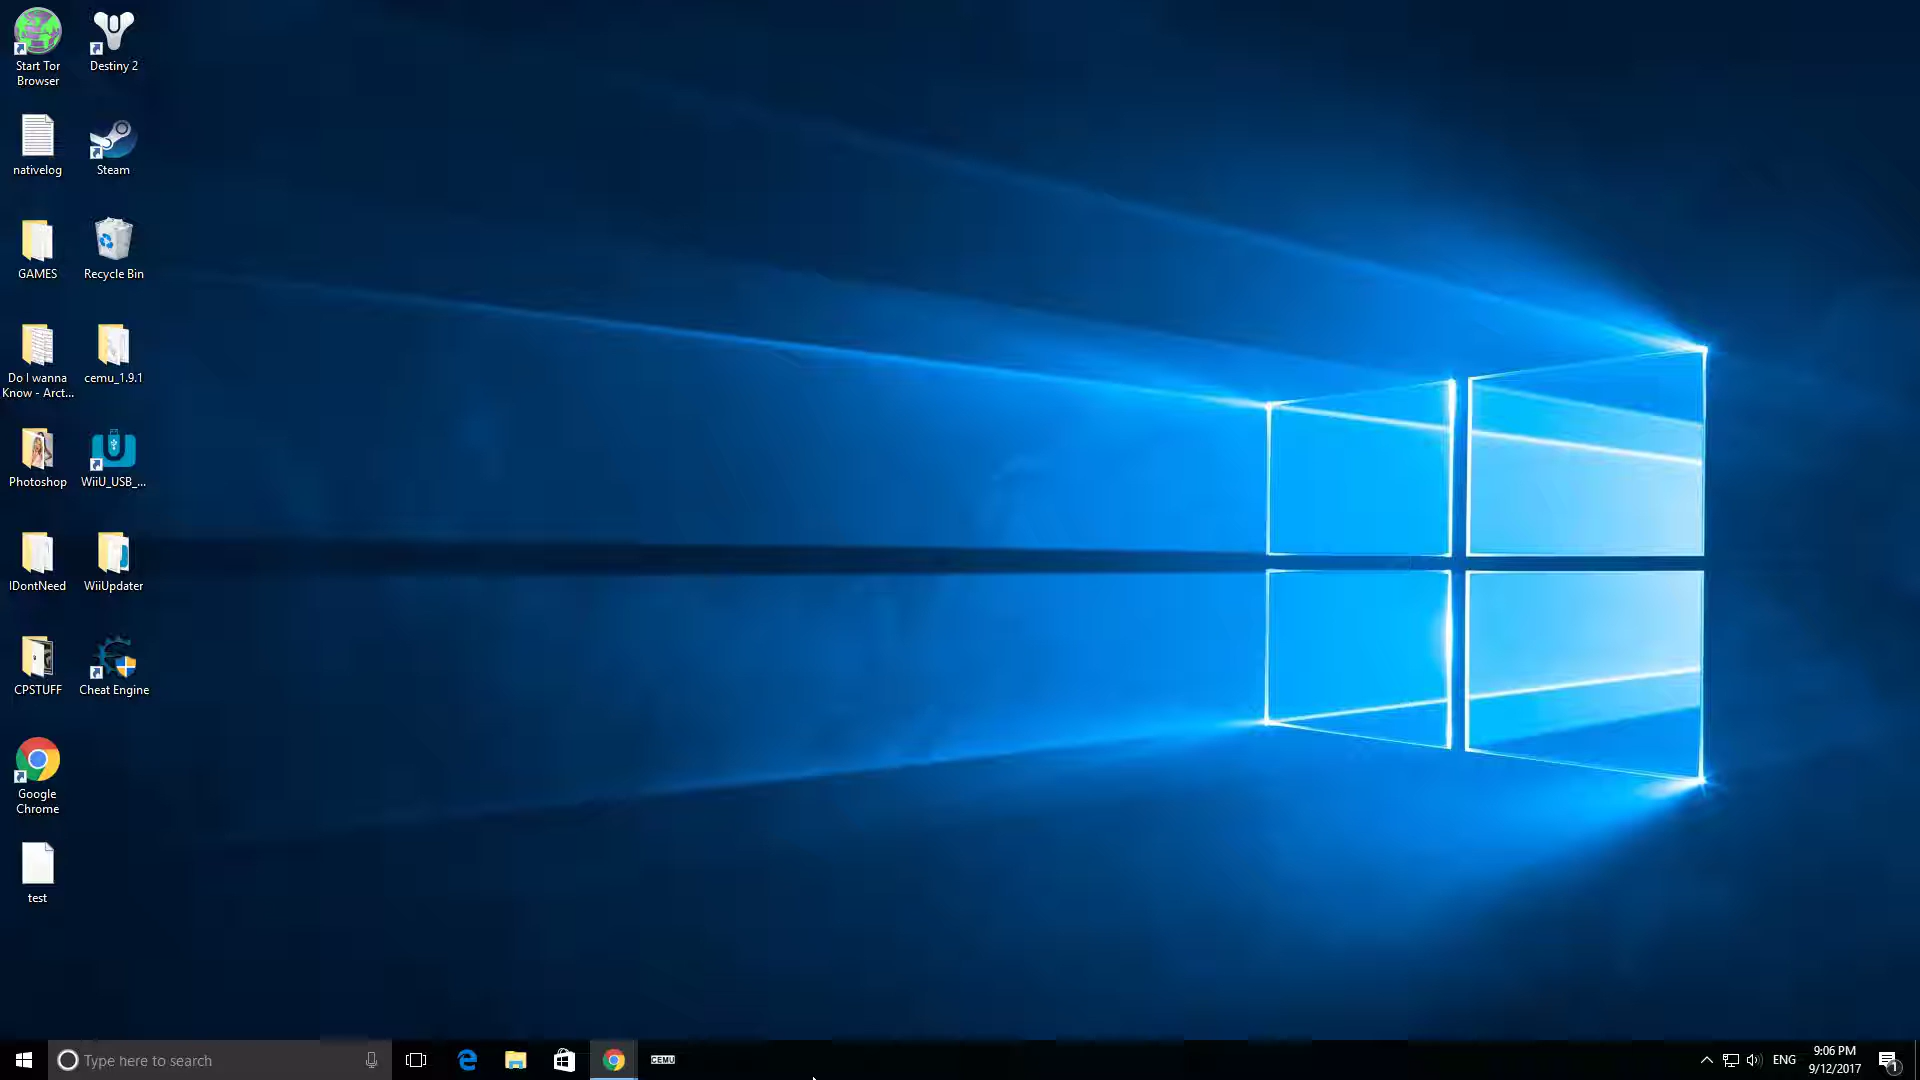 Start Tor
Browser
Destiny 2
nativelog
Steam
GAMES
Recycle Bin
Do I wanna
Know - Arct...
cemu_1.9.1
Photoshop
WiiU_USB_...
IDontNeed
WiiUpdater
CPSTUFF
Cheat Engine
Google
Chrome
test
Type here to search
CEMU
ENG
9:06 PM
9/12/2017
1